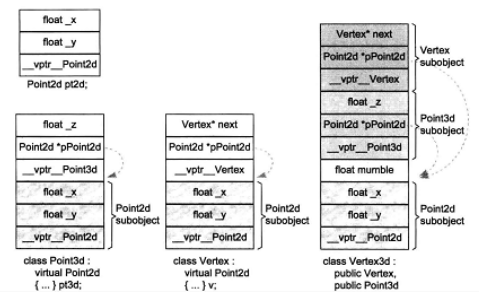 float _x
float _y
__vptr__Point2d
Point2d pt2d;
float _z
Point2d *pPoint2d
__vptr__Point3d
float _x
float _y
__vptr__Point2d
Point2d
subobject
class Point3d :
virtual Point2d
{ ... } pt3d;
Vertex* next
Point2d *pPoint2d
__vptr__Vertex
float _x
float _y
__vptr__Point2d
Point2d
subobject
class Vertex :
virtual Point2d
{ ... } v;
Vertex* next
Point2d *pPoint2d
__vptr__Vertex
Vertex
subobject
float _z
Point2d *pPoint2d
__vptr__Point3d
Point3d
subobject
float mumble
float _x
float _y
__vptr__Point2d
Point2d
subobject
class Vertex3d :
public Vertex,
public Point3d